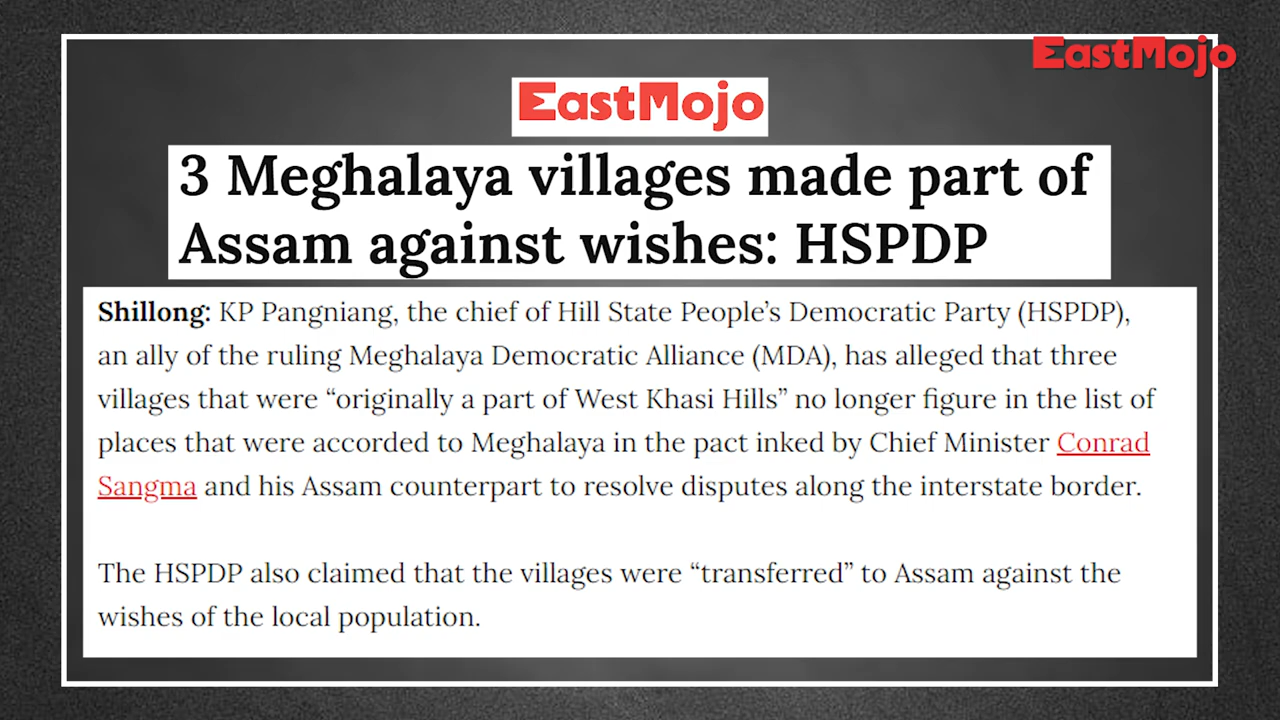 EastMojo
EastMojo
3 Meghalaya villages made part of
Assam against wishes: HSPDP
Shillong: KP Pangniang, the chief of Hill State People’s Democratic Party (HSPDP),
an ally of the ruling Meghalaya Democratic Alliance (MDA), has alleged that three
villages that were “originally a part of West Khasi Hills” no longer figure in the list of
places that were accorded to Meghalaya in the pact inked by Chief Minister Conrad
Sangma and his Assam counterpart to resolve disputes along the interstate border.
The HSPDP also claimed that the villages were “transferred” to Assam against the
wishes of the local population.